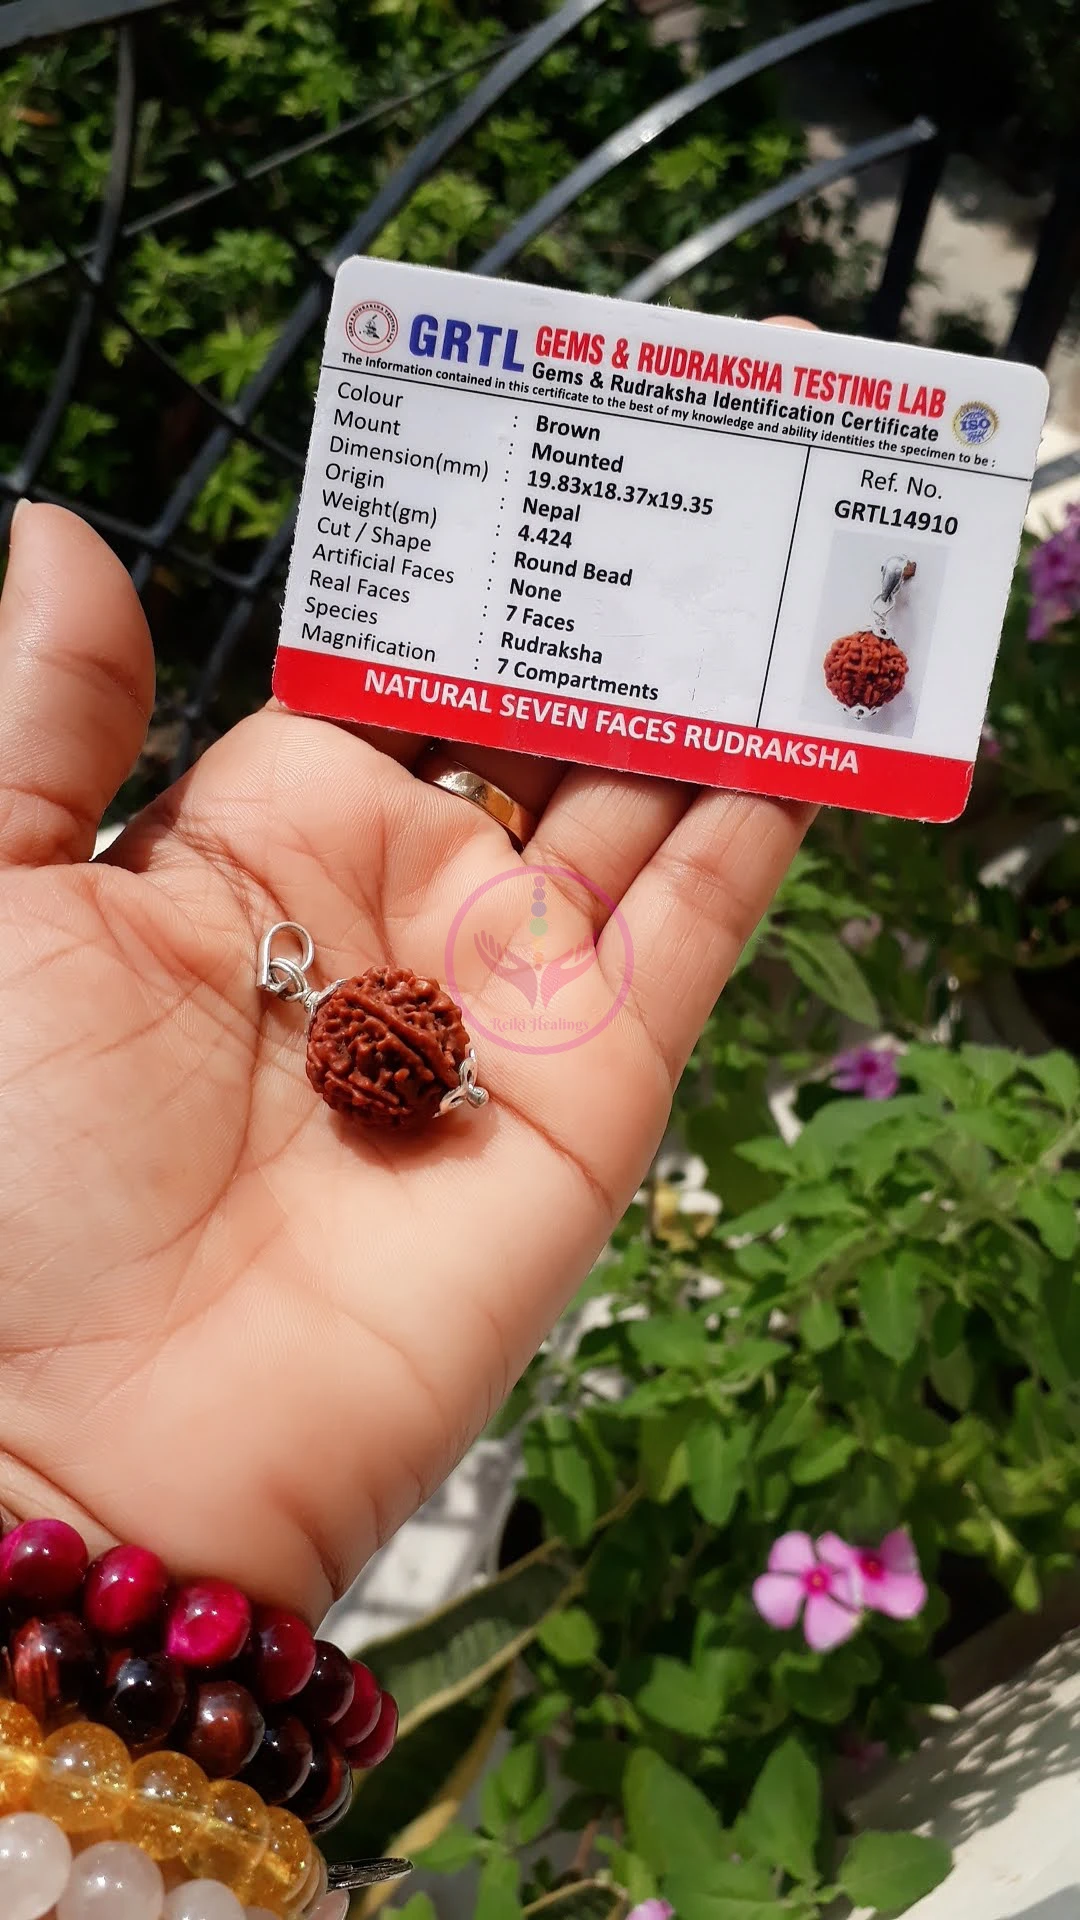 GRTL GEMS & RUDRAKSHA TESTING LAB
Gems & Rudraksha Identification Certificate
The Information contained in this certificate to the best of my knowledge and ability identities the specimen to be :
Colour : Brown
Mount : Mounted
Dimension(mm) : 19.83x18.37x19.35
Origin : Nepal
Weight(gm) : 4.424
Cut / Shape : Round Bead
Artificial Faces : None
Real Faces : 7 Faces
Species : Rudraksha
Magnification : 7 Compartments
Ref. No.
GRTL14910
ISO
NATURAL SEVEN FACES RUDRAKSHA
Reiki Healings